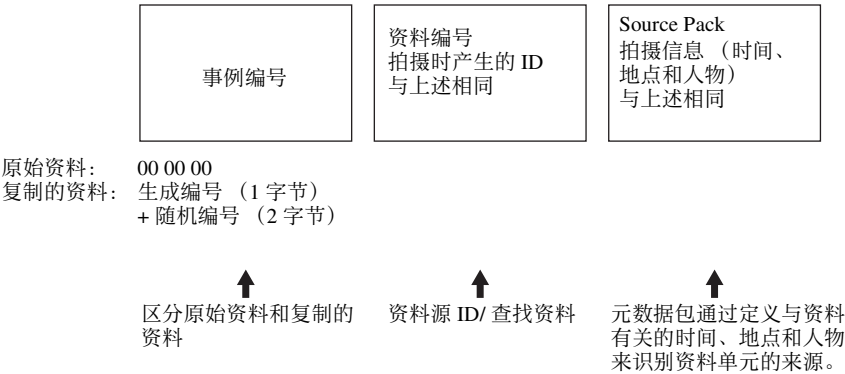 事例编号
资料编号
拍摄时产生的 ID
与上述相同
Source Pack
拍摄信息 （时间、
地点和人物）
与上述相同
原始资料： 00 00 00
复制的资料： 生成编号 （1 字节）
+ 随机编号 （2 字节）
区分原始资料和复制的
资料
资料源 ID/ 查找资料
元数据包通过定义与资料
有关的时间、地点和人物
来识别资料单元的来源。